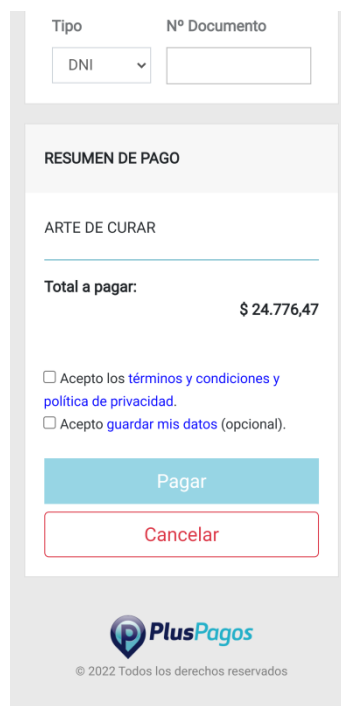 Tipo Nº Documento
DNI
RESUMEN DE PAGO
ARTE DE CURAR
Total a pagar:
$ 24.776,47
Acepto los términos y condiciones y
política de privacidad.
Acepto guardar mis datos (opcional).
Pagar
Cancelar
PlusPagos
© 2022 Todos los derechos reservados